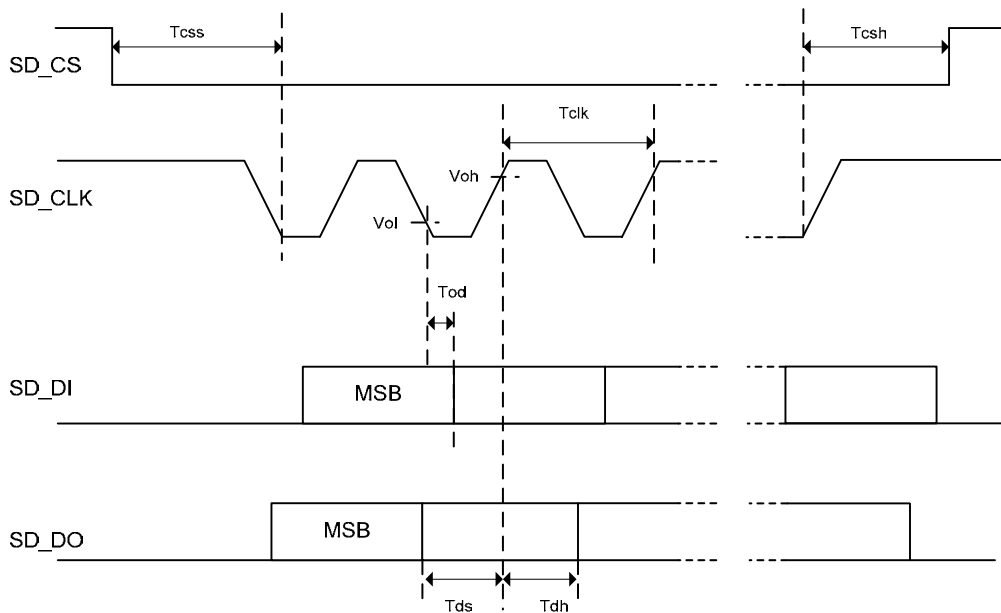 Tcss
Tcsh
SD_CS
Tclk
SD_CLK
Voh
Vol
Tod
SD_DI
MSB
SD_DO
MSB
Tds
Tdh